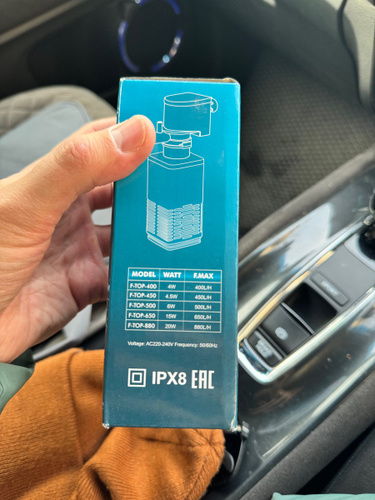 MODEL WATT F.MAX
F-TOP-400 4W 400L/H
F-TOP-450 4.5W 450L/H
F-TOP-500 6W 500L/H
F-TOP-650 15W 650L/H
F-TOP-880 20W 880L/H
Voltage: AC220-240V Frequency: 50/60Hz
IPX8 EAC